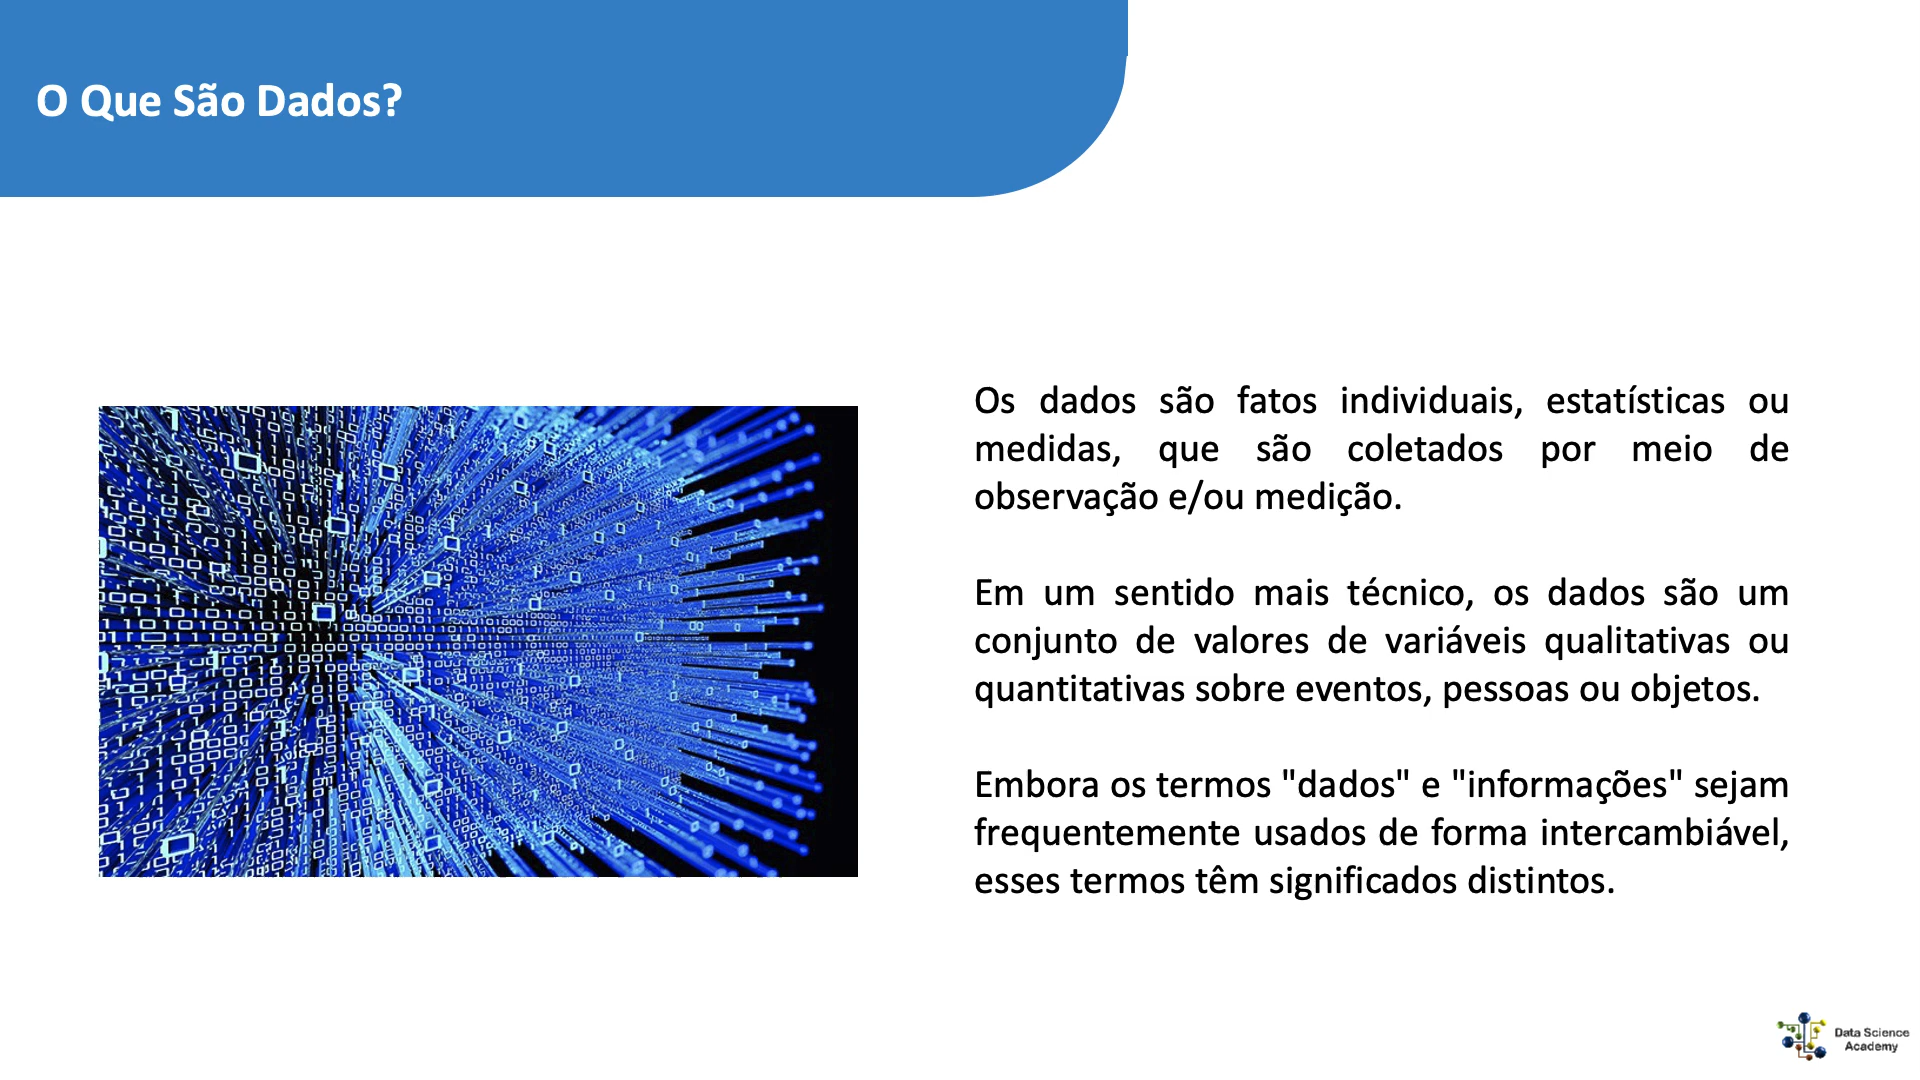 O Que São Dados?
Os dados são fatos individuais, estatísticas ou
medidas, que são coletados por meio de
observação e/ou medição.
Em um sentido mais técnico, os dados são um
conjunto de valores de variáveis qualitativas ou
quantitativas sobre eventos, pessoas ou objetos.
Embora os termos "dados" e "informações" sejam
frequentemente usados de forma intercambiável,
esses termos têm significados distintos.
Data Science
Academy